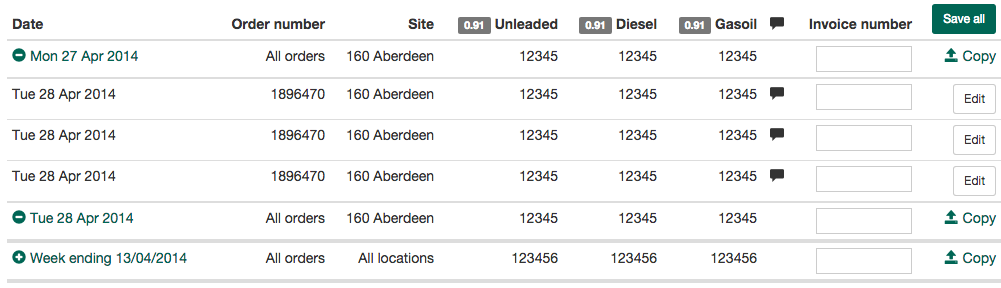 Date Order number Site 0.91 Unleaded 0.91 Diesel 0.91 Gasoil Invoice number Save all
Mon 27 Apr 2014 All orders 160 Aberdeen 12345 12345 12345 Copy
Tue 28 Apr 2014 1896470 160 Aberdeen 12345 12345 12345 Edit
Tue 28 Apr 2014 1896470 160 Aberdeen 12345 12345 12345 Edit
Tue 28 Apr 2014 1896470 160 Aberdeen 12345 12345 12345 Edit
Tue 28 Apr 2014 All orders 160 Aberdeen 12345 12345 12345 Copy
Week ending 13/04/2014 All orders All locations 123456 123456 123456 Copy